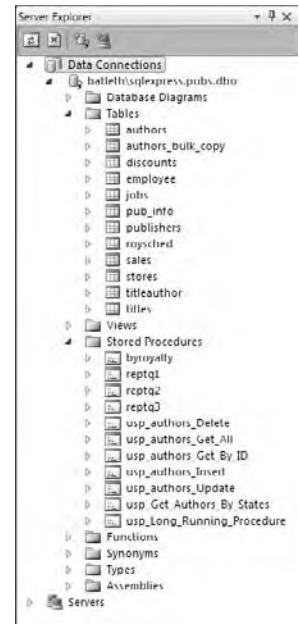 Server Explorer
Data Connections
batleth\sqlexpress.pubs.dbo
Database Diagrams
Tables
authors
authors_bulk_copy
discounts
employee
jobs
pub_info
publishers
roysched
sales
stores
titleauthor
titles
Views
Stored Procedures
byroyalty
reptq1
reptq2
reptq3
usp_authors_Delete
usp_authors_Get_All
usp_authors_Get_By_ID
usp_authors_Insert
usp_authors_Update
usp_Get_Authors_By_States
usp_Long_Running_Procedure
Functions
Synonyms
Types
Assemblies
Servers